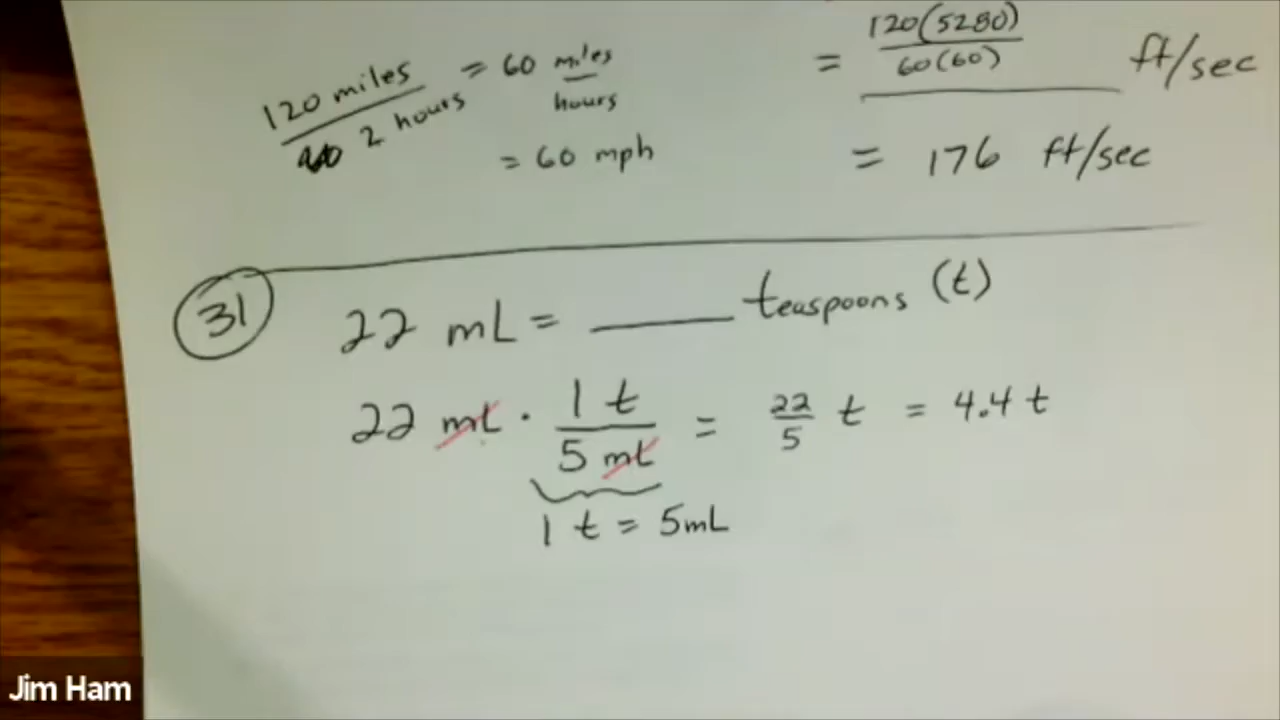 120 miles / 2 hours = 60 miles / hours
= 60 mph
= 120(5280) / 60(60) ft/sec
= 176 ft/sec
31 22 mL = ____ teaspoons (t)
22 mL · 1 t / 5 mL = 22/5 t = 4.4 t
1 t = 5mL
Jim Ham